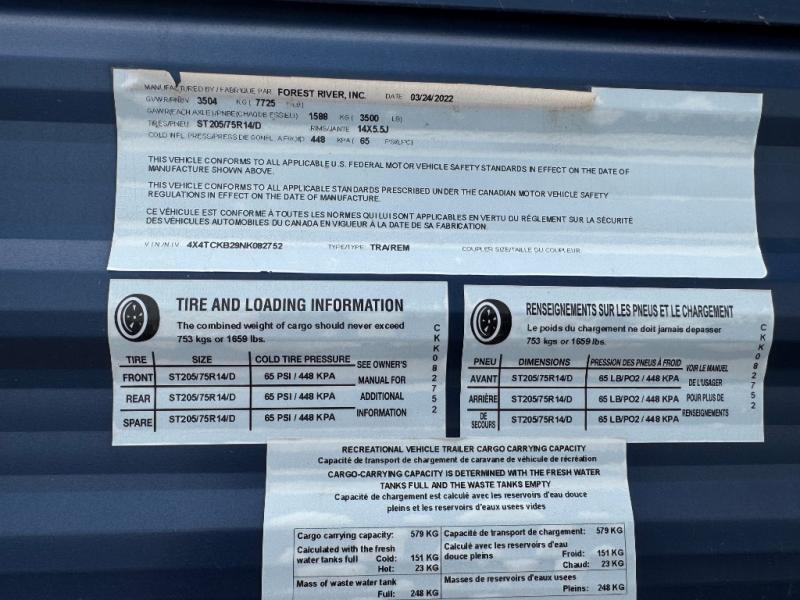 MANUFACTURED BY / FABRIQUE PAR FOREST RIVER, INC. DATE 03/24/2022
GVWR/PNBV 3504 KG ( 7725 LB)
GAWR(EACH AXLE)/PNBE(CHAQUE ESSIEU) 1588 KG ( 3500 LB)
TIRES/PNEU ST205/75R14/D RIMS/JANTE 14X5.5J
COLD INFL. PRESS/PRESS DE GONFL. A FROID 448 KPA ( 65 PSI/LPC)
THIS VEHICLE CONFORMS TO ALL APPLICABLE U.S. FEDERAL MOTOR VEHICLE SAFETY STANDARDS IN EFFECT ON THE DATE OF
MANUFACTURE SHOWN ABOVE.
THIS VEHICLE CONFORMS TO ALL APPLICABLE STANDARDS PRESCRIBED UNDER THE CANADIAN MOTOR VEHICLE SAFETY
REGULATIONS IN EFFECT ON THE DATE OF MANUFACTURE.
CE VÉHICULE EST CONFORME À TOUTES LES NORMES QUI LUI SONT APPLICABLES EN VERTU DU RÉGLEMENT SUR LA SÉCURITÉ
DES VÉHICULES AUTOMOBILES DU CANADA EN VIGUEUR À LA DATE DE SA FABRICATION.
V.I.N./N.I.V. 4X4TCKB29NK082752 TYPE/TYPE: TRA/REM COUPLER SIZE/TAILLE DU COUPLEUR:
TIRE AND LOADING INFORMATION
The combined weight of cargo should never exceed
753 kgs or 1659 lbs.
TIRE SIZE COLD TIRE PRESSURE
FRONT ST205/75R14/D 65 PSI / 448 KPA
REAR ST205/75R14/D 65 PSI / 448 KPA
SPARE ST205/75R14/D 65 PSI / 448 KPA
SEE OWNER'S
MANUAL FOR
ADDITIONAL
INFORMATION
CKK082752
RENSEIGNEMENTS SUR LES PNEUS ET LE CHARGEMENT
Le poids du chargement ne doit jamais depasser
753 kgs or 1659 lbs.
PNEU DIMENSIONS PRESSION DES PNEUS À FROID
AVANT ST205/75R14/D 65 LB/PO2 / 448 KPA
ARRIÈRE ST205/75R14/D 65 LB/PO2 / 448 KPA
DE
SECOURS ST205/75R14/D 65 LB/PO2 / 448 KPA
VOIR LE MANUEL
DE L'USAGER
POUR PLUS DE
RENSEIGNEMENTS
CKK082752
RECREATIONAL VEHICLE TRAILER CARGO CARRYING CAPACITY
Capacité de transport de chargement de caravane de véhicule de récréation
CARGO-CARRYING CAPACITY IS DETERMINED WITH THE FRESH WATER
TANKS FULL AND THE WASTE TANKS EMPTY
Capacité de chargement est calculé avec les reservoirs d'eau douce
pleins et les reservoirs d'eaux usees vides
Cargo carrying capacity: 579 KG Capacité de transport de chargement: 579 KG
Calculated with the fresh
water tanks full Cold: 151 KG
Hot: 23 KG
Calculé avec les reservoirs d'eau
douce pleins Froid: 151 KG
Chaud: 23 KG
Mass of waste water tank
Full: 248 KG
Masses de reservoirs d'eaux usees
Pleins: 248 KG